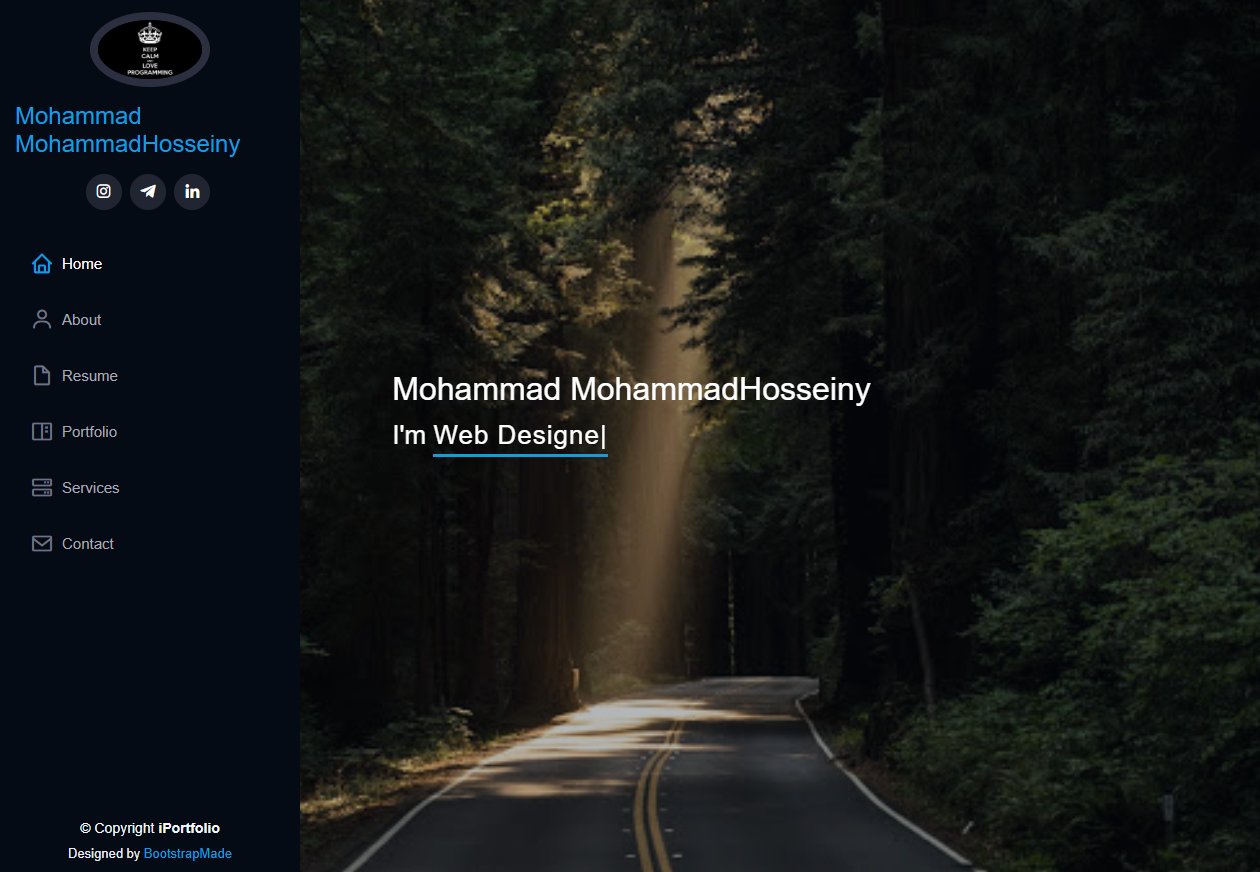 KEEP
CALM
AND
LOVE
PROGRAMMING
Mohammad
MohammadHosseiny
Home
About
Resume
Portfolio
Services
Contact
© Copyright iPortfolio
Designed by BootstrapMade
Mohammad MohammadHosseiny
I'm Web Designe|